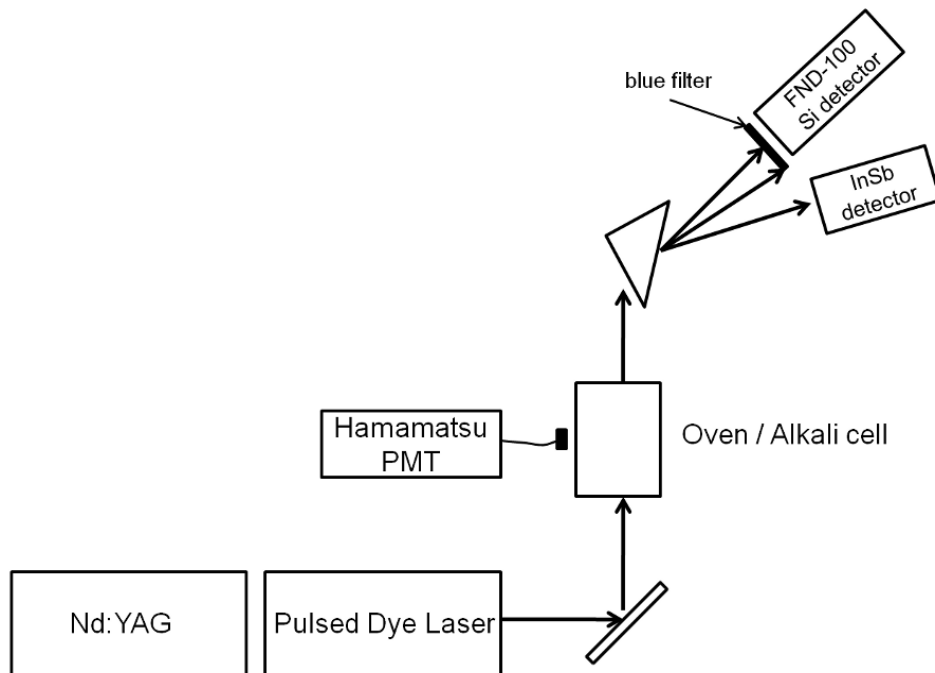 blue filter
FND-100
Si detector
InSb
detector
Hamamatsu
PMT
Oven / Alkali cell
Nd:YAG
Pulsed Dye Laser